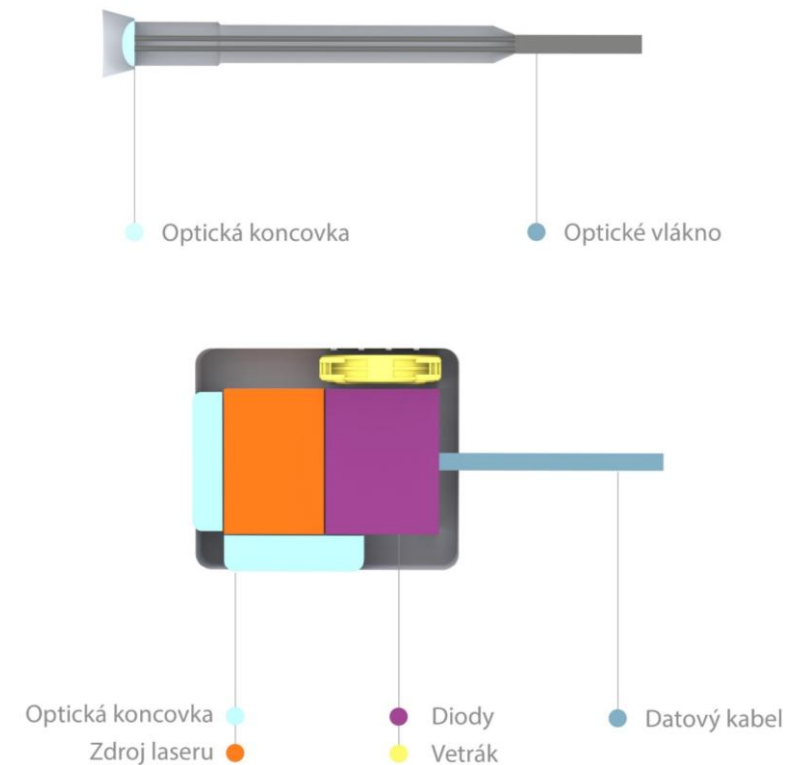 Optická koncovka
Optické vlákno
Optická koncovka
Diody
Datový kabel
Zdroj laseru
Vetrák